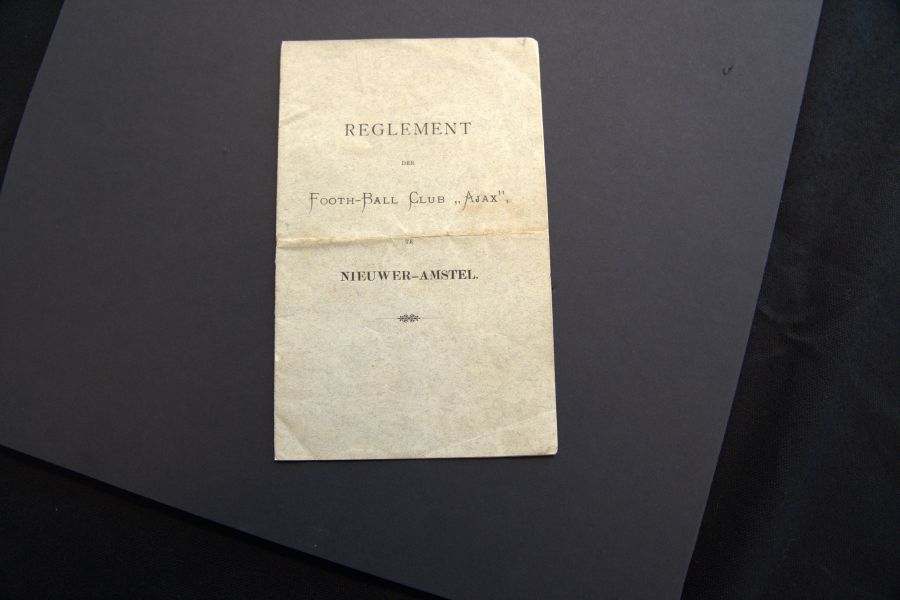 REGLEMENT
DER
FOOTH-BALL CLUB „AJAX",
TE
NIEUWER-AMSTEL.